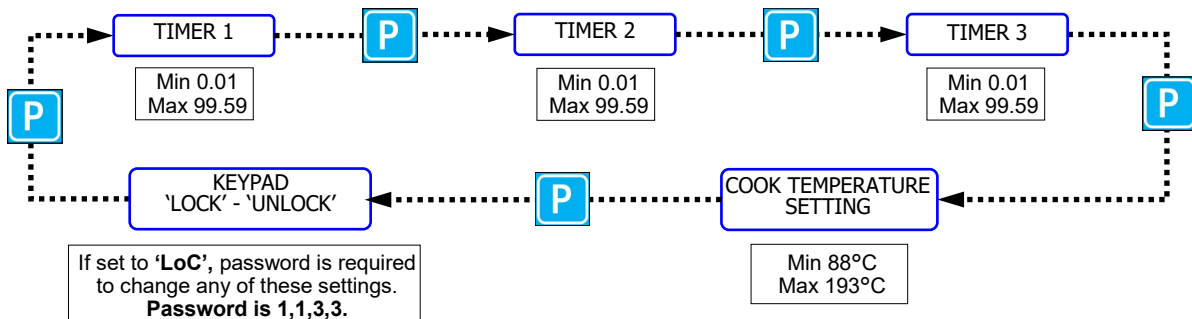 TIMER 1
P
TIMER 2
P
TIMER 3
Min 0.01
Max 99.59
Min 0.01
Max 99.59
Min 0.01
Max 99.59
P
P
KEYPAD
‘LOCK’ - ‘UNLOCK’
P
COOK TEMPERATURE
SETTING
If set to ‘LoC’, password is required
to change any of these settings.
Password is 1,1,3,3.
Min 88°C
Max 193°C